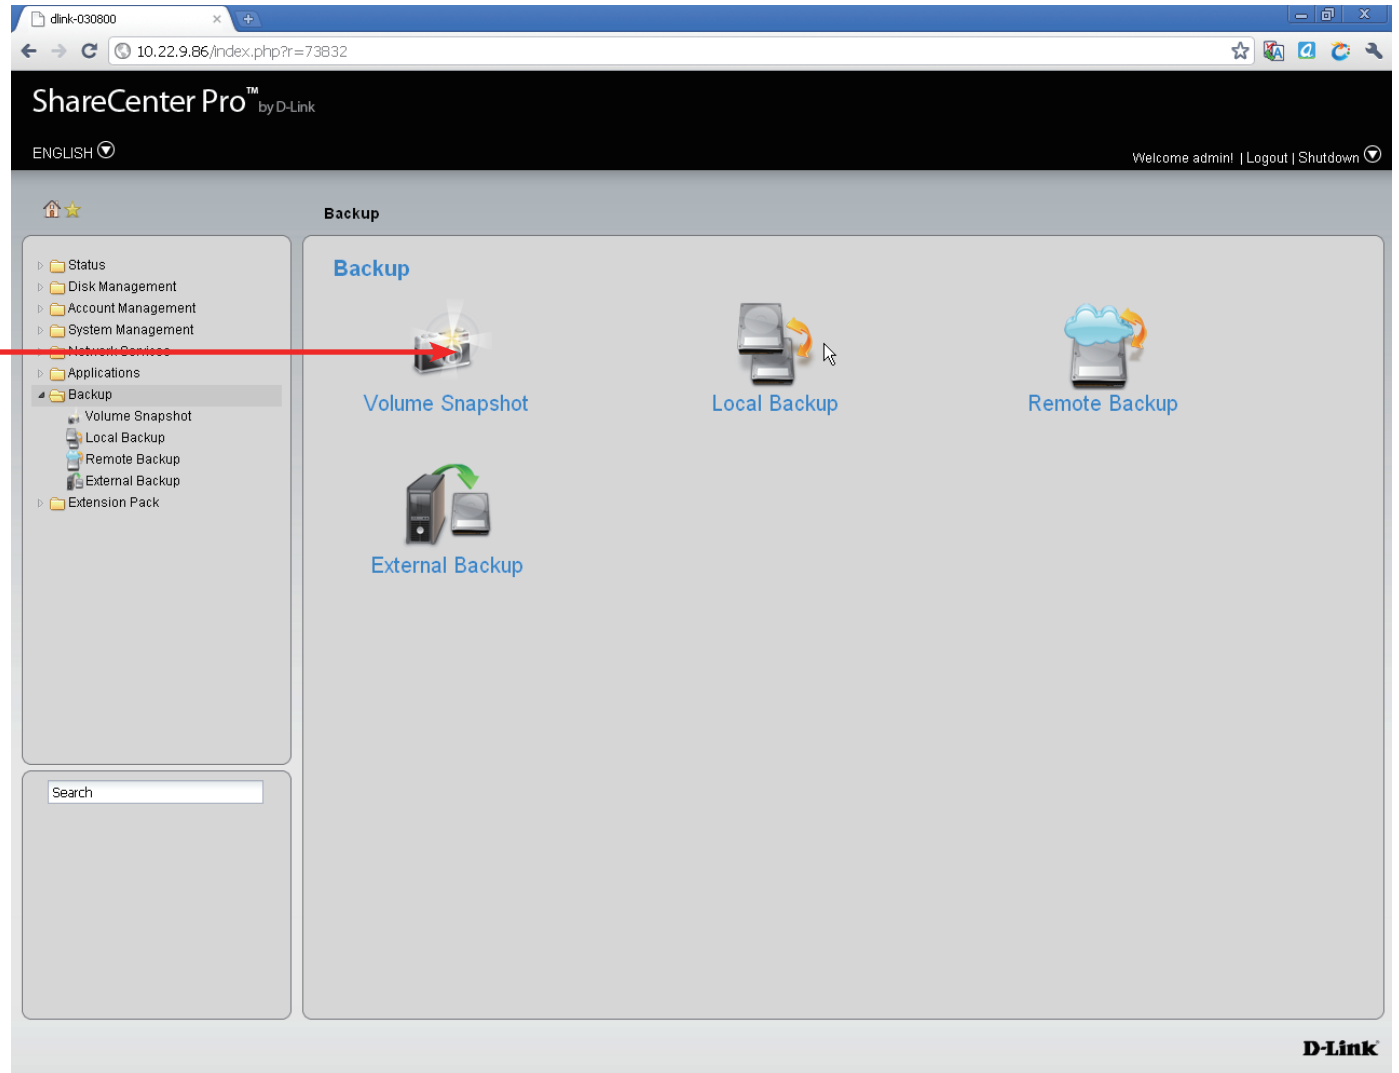 dlink-030800
10.22.9.86/index.php?r=73832
ShareCenter Pro™ by D-Link
ENGLISH
Welcome admin! | Logout | Shutdown
Backup
Status
Disk Management
Account Management
System Management
Network Services
Applications
Backup
Volume Snapshot
Local Backup
Remote Backup
External Backup
Extension Pack
Search
Backup
Volume Snapshot
Local Backup
Remote Backup
External Backup
D-Link